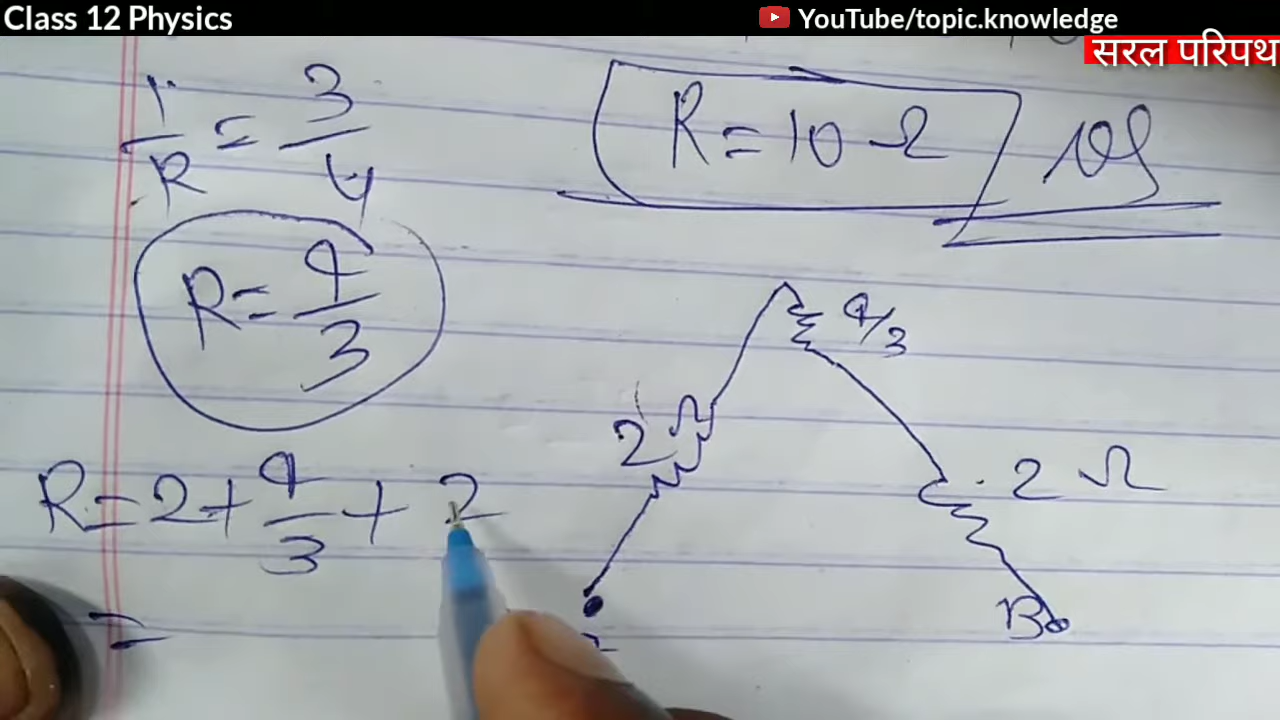 Class 12 Physics
YouTube/topic.knowledge
सरल परिपथ
1/R = 3/4
R = 10 Ω
R = 4/3
4/3
2 Ω
2 Ω
R = 2 + 4/3 + 2
=
B